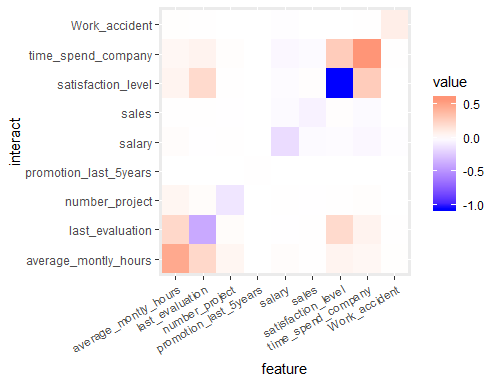 Work_accident
time_spend_company
satisfaction_level
sales
salary
promotion_last_5years
number_project
last_evaluation
average_montly_hours
interact
average_montly_hours
last_evaluation
number_project
promotion_last_5years
salary
sales
satisfaction_level
time_spend_company
Work_accident
feature
value
0.5
0.0
-0.5
-1.0